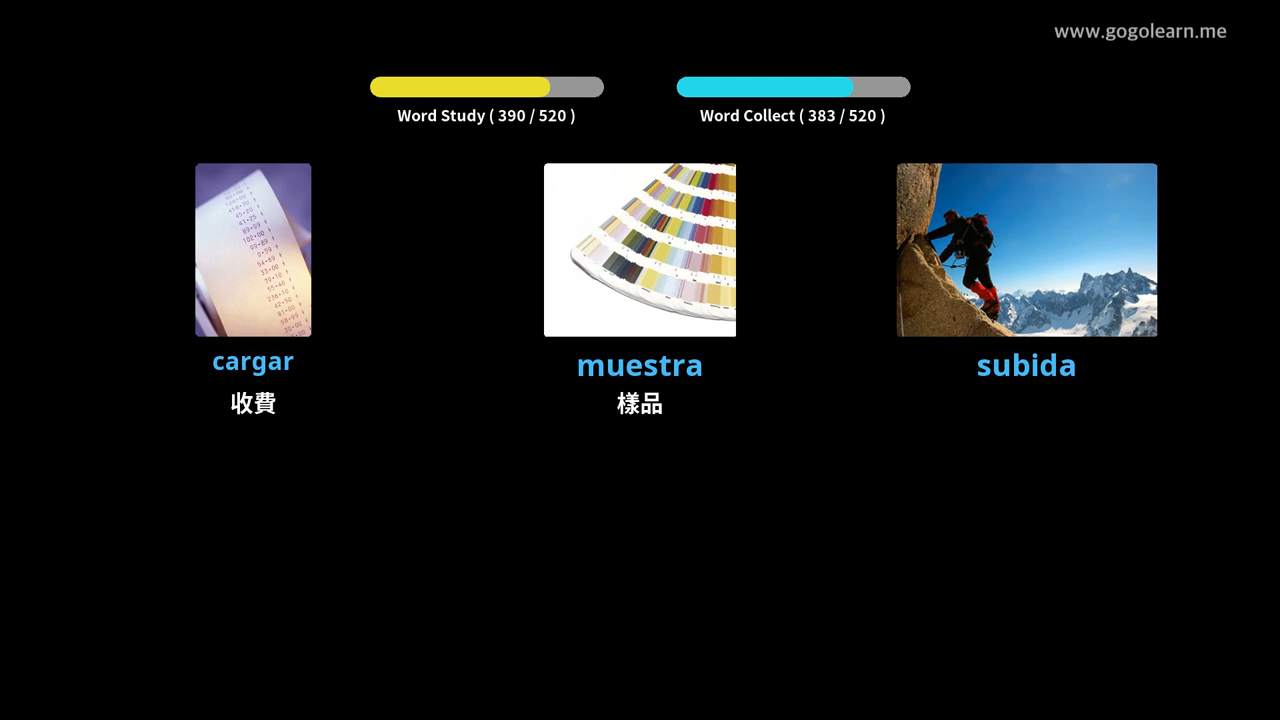 www.gogolearn.me
Word Study ( 390 / 520 )
Word Collect ( 383 / 520 )
cargar
收費
muestra
樣品
subida